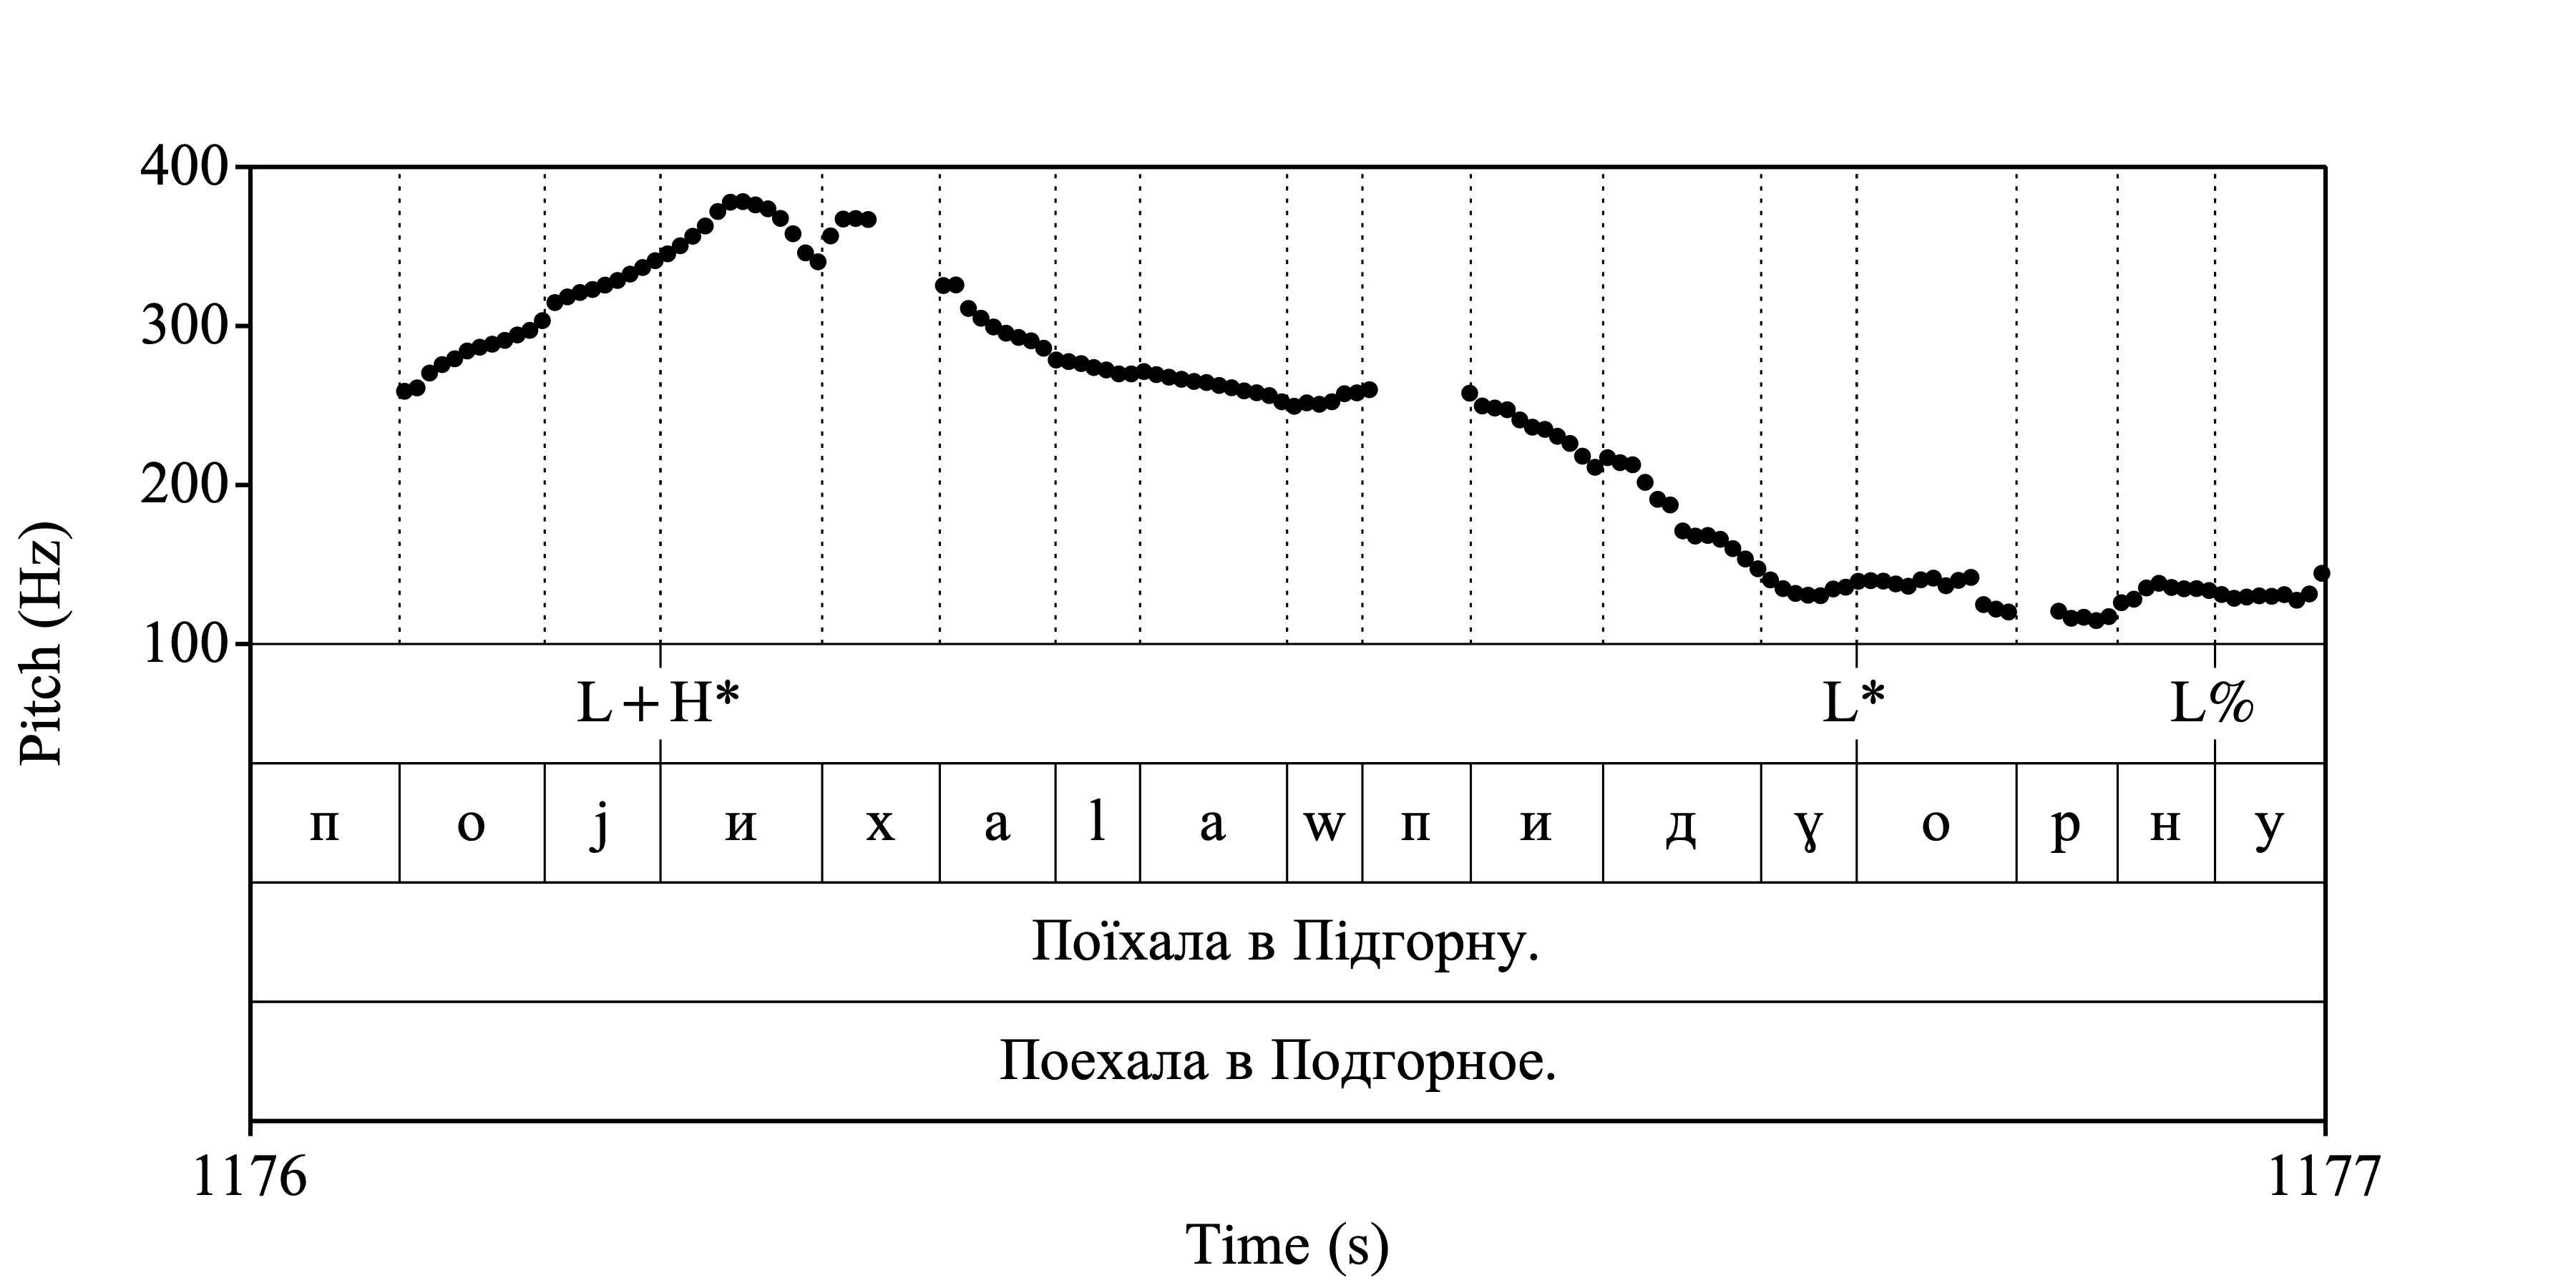 400
300
200
100
Pitch (Hz)
L+H* L* L%
п о j и х a l a w п и д ɣ о р н у
Поїхала в Підгорну.
Поехала в Подгорное.
1176 1177
Time (s)